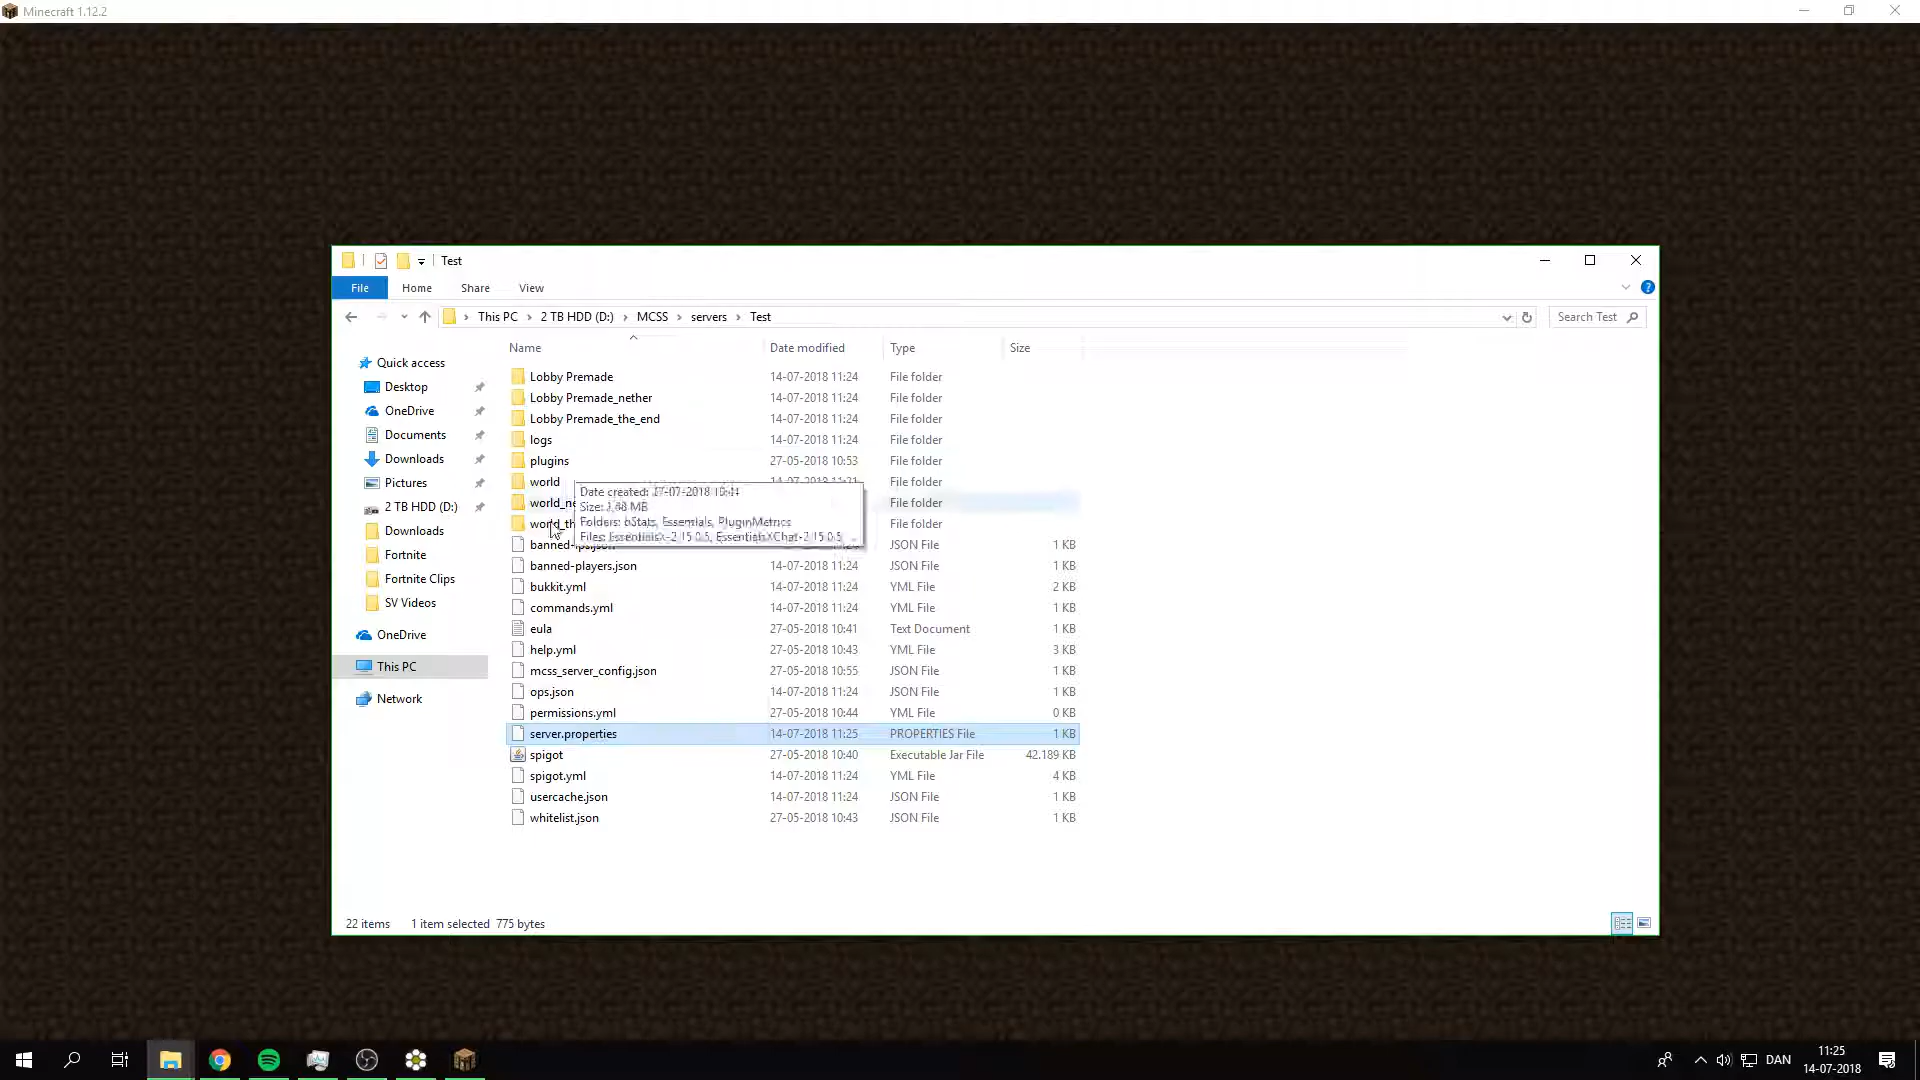 Minecraft 1.12.2
Test
File Home Share View
This PC 2 TB HDD (D:) MCSS servers Test
Search Test
Name Date modified Type Size
Quick access
Desktop
OneDrive
Documents
Downloads
Pictures
2 TB HDD (D:)
Downloads
Fortnite
Fortnite Clips
SV Videos
OneDrive
This PC
Network
Lobby Premade 14-07-2018 11:24 File folder
Lobby Premade_nether 14-07-2018 11:24 File folder
Lobby Premade_the_end 14-07-2018 11:24 File folder
logs 14-07-2018 11:24 File folder
plugins 27-05-2018 10:53 File folder
world File folder
File folder
File folder
JSON File 1 KB
Size:
Folders: bStats, Essentials, PluginMetrics
Files: EssentialsX-2.15.0.5, EssentialsXChat-2.15.0.5
banned-players.json 14-07-2018 11:24 JSON File 1 KB
bukkit.yml 14-07-2018 11:24 YML File 2 KB
commands.yml 14-07-2018 11:24 YML File 1 KB
eula 27-05-2018 10:41 Text Document 1 KB
help.yml 27-05-2018 10:43 YML File 3 KB
mcss_server_config.json 27-05-2018 10:55 JSON File 1 KB
ops.json 14-07-2018 11:24 JSON File 1 KB
permissions.yml 27-05-2018 10:44 YML File 0 KB
server.properties 14-07-2018 11:25 PROPERTIES File 1 KB
spigot 27-05-2018 10:40 Executable Jar File 42.189 KB
spigot.yml 14-07-2018 11:24 YML File 4 KB
usercache.json 14-07-2018 11:24 JSON File 1 KB
whitelist.json 27-05-2018 10:43 JSON File 1 KB
22 items 1 item selected 775 bytes
DAN
11:25
14-07-2018